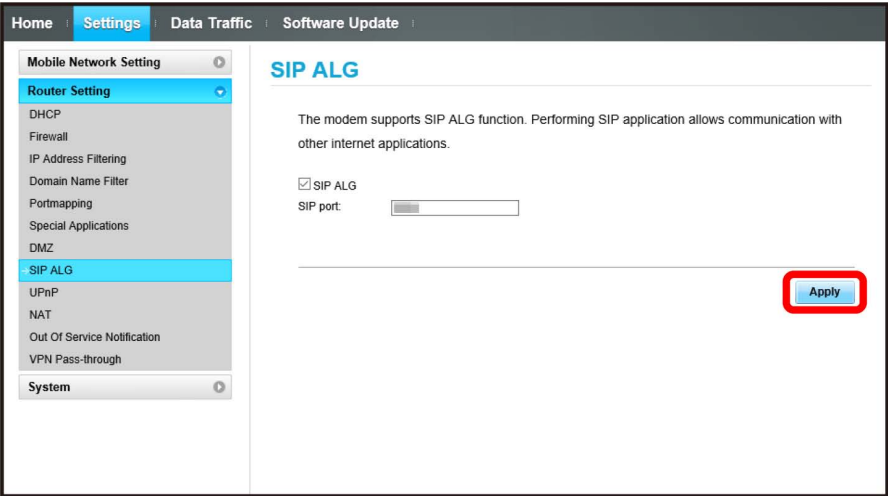 Home Settings Data Traffic Software Update
Mobile Network Setting
Router Setting
DHCP
Firewall
IP Address Filtering
Domain Name Filter
Portmapping
Special Applications
DMZ
SIP ALG
UPnP
NAT
Out Of Service Notification
VPN Pass-through
System
SIP ALG
The modem supports SIP ALG function. Performing SIP application allows communication with
other internet applications.
SIP ALG
SIP port:
Apply